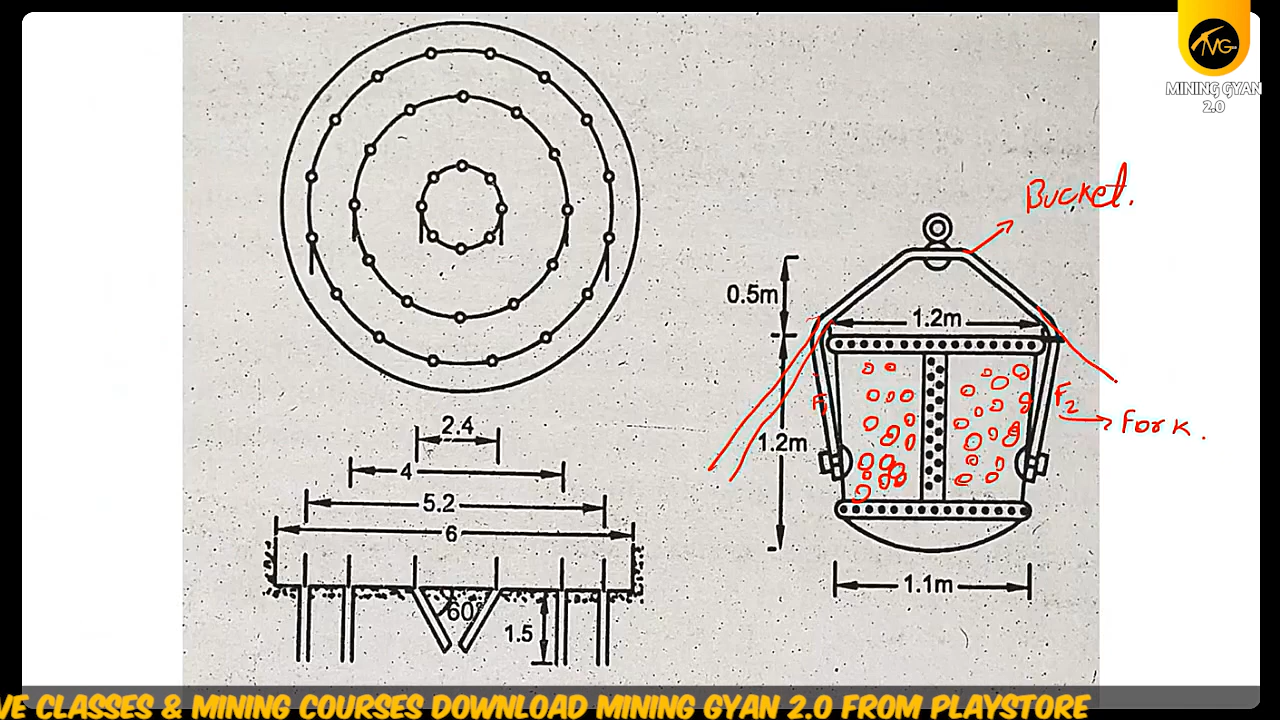 MINING GYAN
2.0
Bucket.
0.5m
1.2m
F1
F2
Fork.
1.2m
2.4
4
5.2
6
60°
1.5
1.1m
VE CLASSES & MINING COURSES DOWNLOAD MINING GYAN 2.0 FROM PLAYSTORE